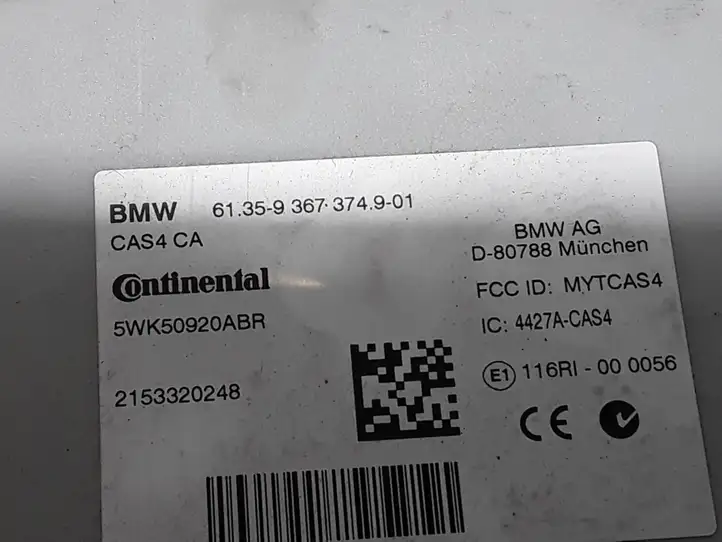 BMW 61.35-9 367 374.9-01
CAS4 CA
Continental
5WK50920ABR
2153320248
BMW AG
D-80788 München
FCC ID: MYTCAS4
IC: 4427A-CAS4
E1 116RI - 00 0056
CE